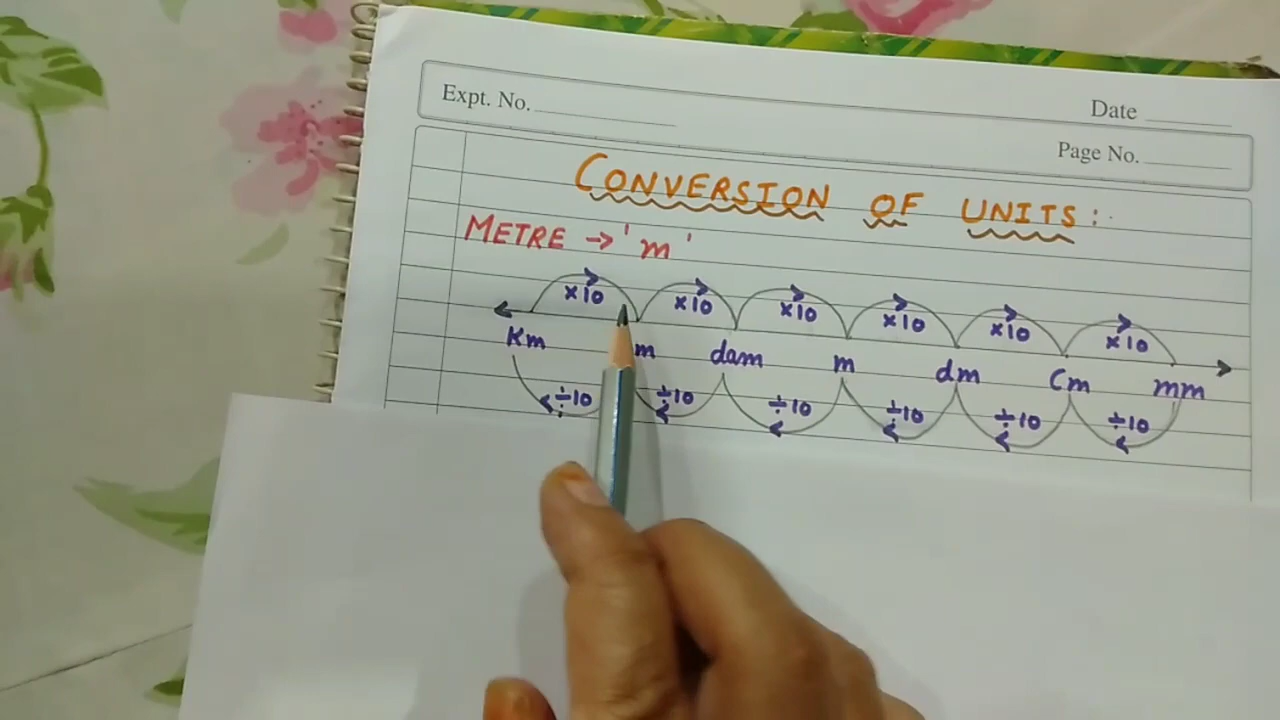 Expt. No.
Date
Page No.
CONVERSION OF UNITS:
METRE → 'm'
×10 ×10 ×10 ×10 ×10 ×10
Km m dam m dm Cm mm
÷10 ÷10 ÷10 ÷10 ÷10 ÷10